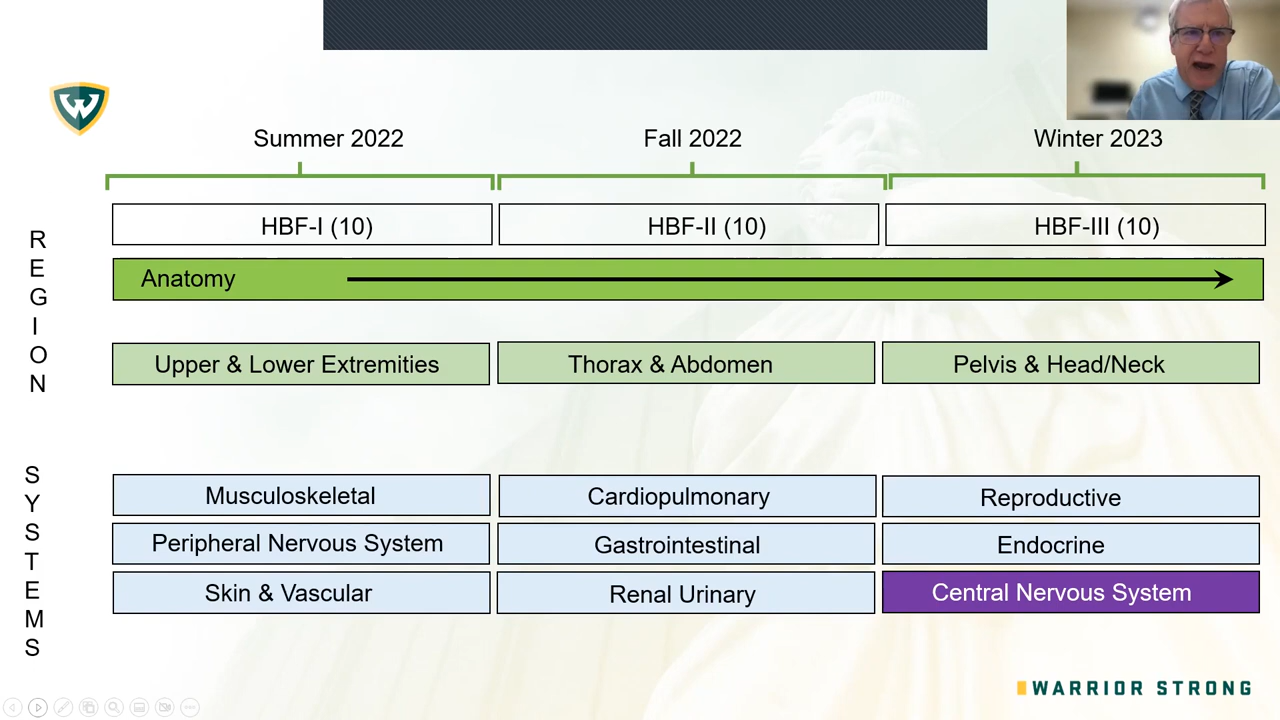 Summer 2022
Fall 2022
Winter 2023
HBF-I (10)
HBF-II (10)
HBF-III (10)
REGION
Anatomy
Upper & Lower Extremities
Thorax & Abdomen
Pelvis & Head/Neck
SYSTEMS
Musculoskeletal
Cardiopulmonary
Reproductive
Peripheral Nervous System
Gastrointestinal
Endocrine
Skin & Vascular
Renal Urinary
Central Nervous System
WARRIOR STRONG